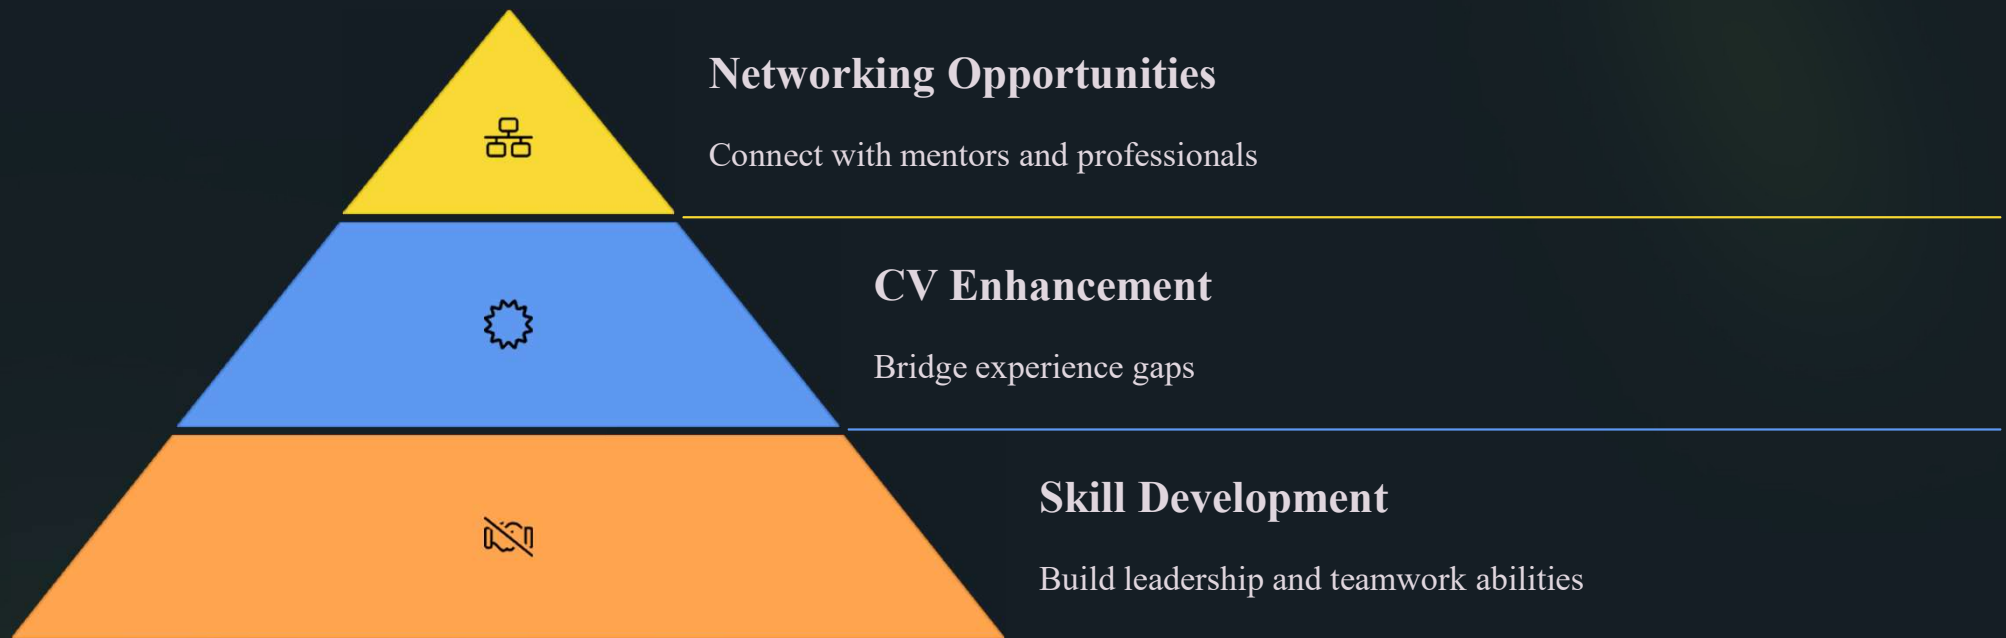 Networking Opportunities
Connect with mentors and professionals
CV Enhancement
Bridge experience gaps
Skill Development
Build leadership and teamwork abilities